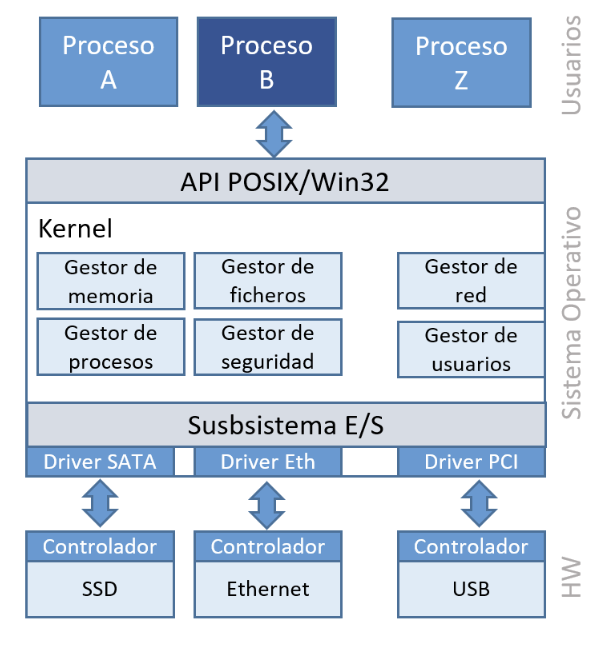 Proceso
A
Proceso
B
Proceso
Z
Usuarios
API POSIX/Win32
Kernel
Gestor de
memoria
Gestor de
ficheros
Gestor de
red
Gestor de
procesos
Gestor de
seguridad
Gestor de
usuarios
Sistema Operativo
Susbsistema E/S
Driver SATA
Driver Eth
Driver PCI
Controlador
SSD
Controlador
Ethernet
Controlador
USB
HW